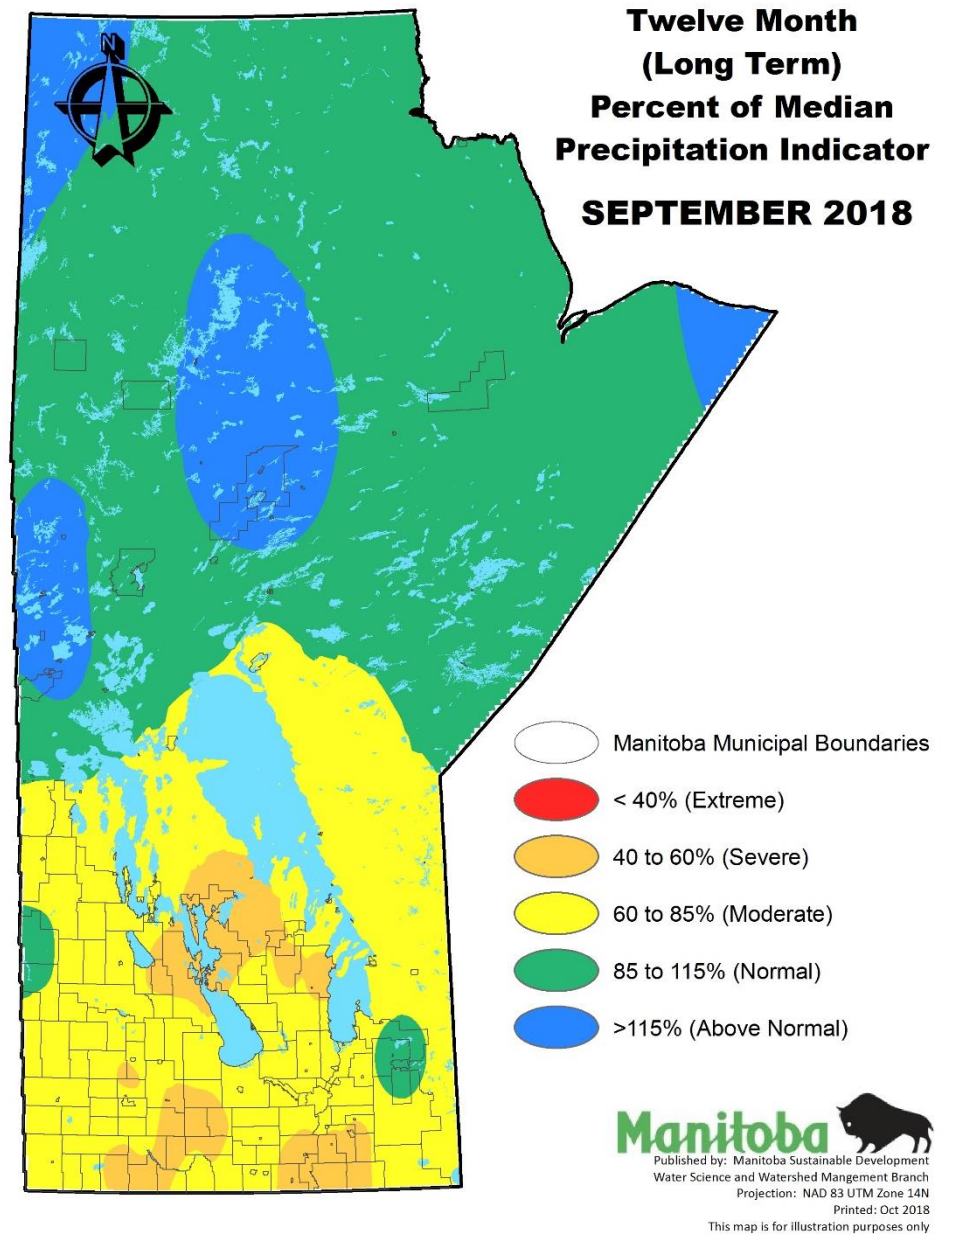 Twelve Month
(Long Term)
Percent of Median
Precipitation Indicator
SEPTEMBER 2018
N
Manitoba Municipal Boundaries
< 40% (Extreme)
40 to 60% (Severe)
60 to 85% (Moderate)
85 to 115% (Normal)
>115% (Above Normal)
Manitoba
Published by: Manitoba Sustainable Development
Water Science and Watershed Mangement Branch
Projection: NAD 83 UTM Zone 14N
Printed: Oct 2018
This map is for illustration purposes only